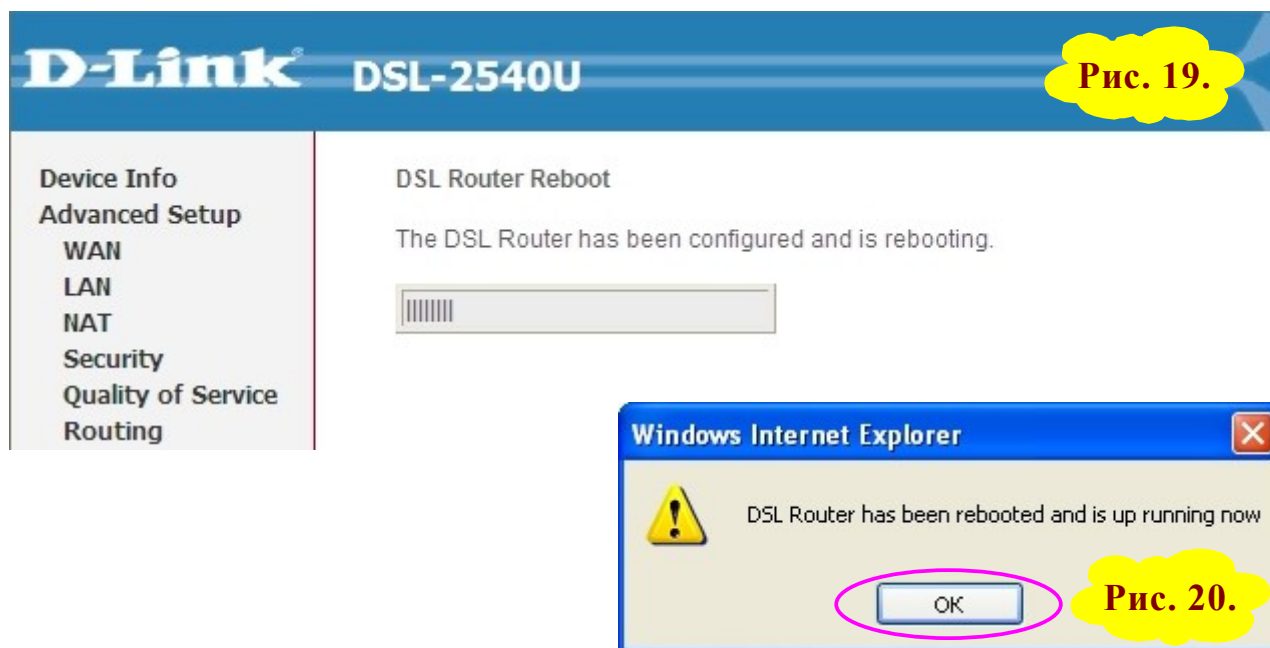 D-Link DSL-2540U
Рис. 19.
Device Info
Advanced Setup
WAN
LAN
NAT
Security
Quality of Service
Routing
DSL Router Reboot
The DSL Router has been configured and is rebooting.
Windows Internet Explorer
DSL Router has been rebooted and is up running now
OK
Рис. 20.